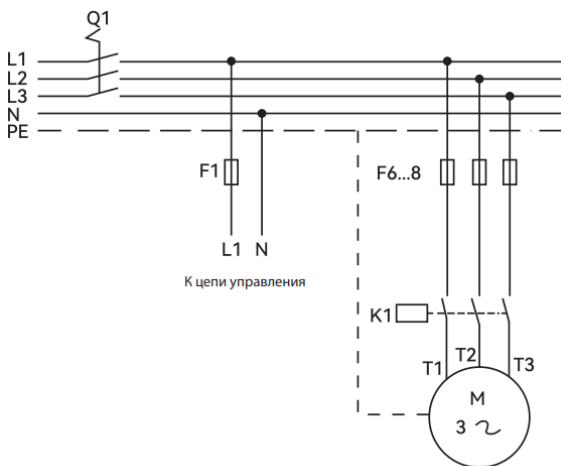 Q1
L1
L2
L3
N
PE
F1
F6...8
L1 N
К цепи управления
K1
T1 T2 T3
M
3